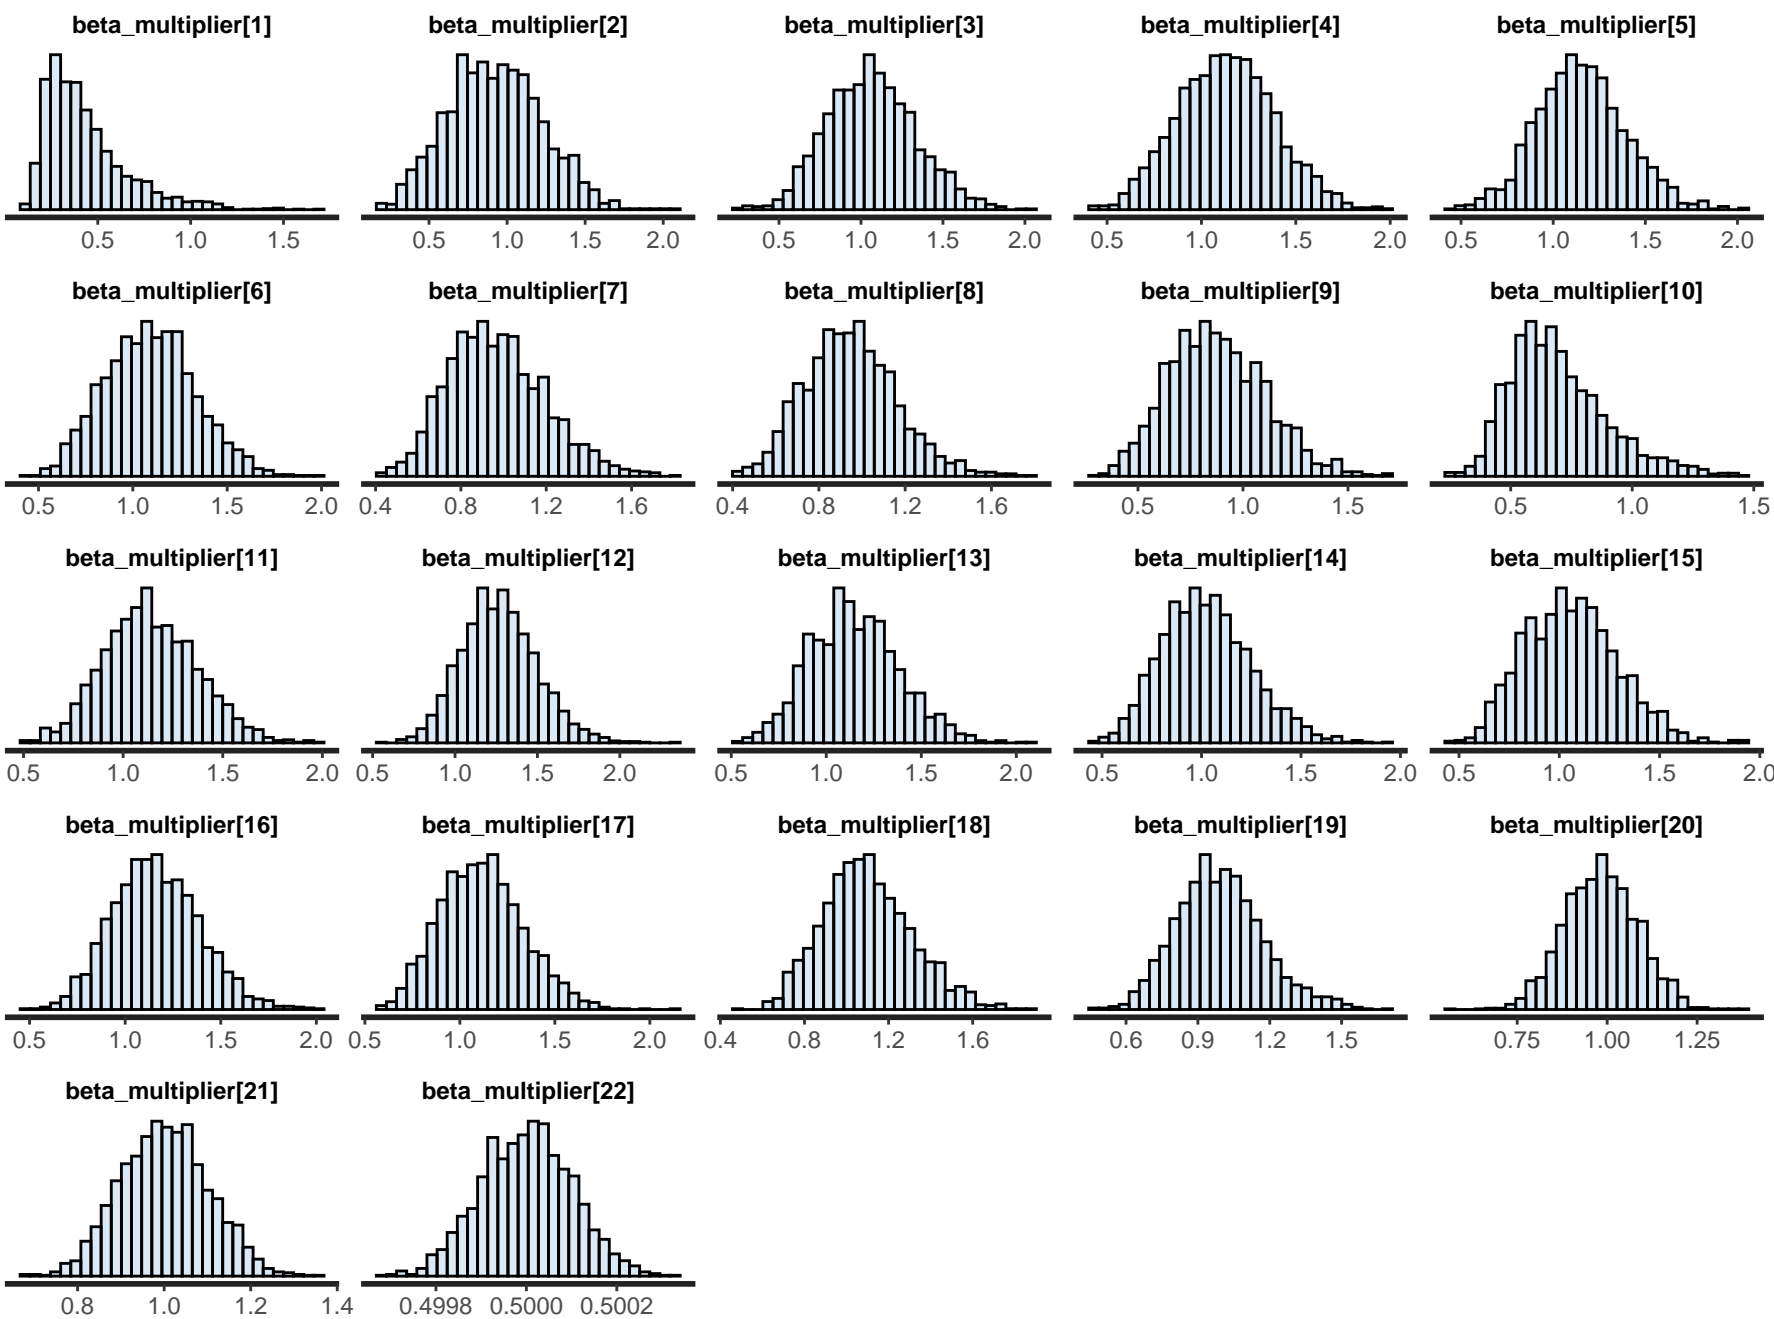 beta_multiplier[1] beta_multiplier[2] beta_multiplier[3] beta_multiplier[4] beta_multiplier[5]
0.5 1.0 1.5 0.5 1.0 1.5 2.0 0.5 1.0 1.5 2.0 0.5 1.0 1.5 2.0 0.5 1.0 1.5 2.0
beta_multiplier[6] beta_multiplier[7] beta_multiplier[8] beta_multiplier[9] beta_multiplier[10]
0.5 1.0 1.5 2.0 0.4 0.8 1.2 1.6 0.4 0.8 1.2 1.6 0.5 1.0 1.5 0.5 1.0 1.5
beta_multiplier[11] beta_multiplier[12] beta_multiplier[13] beta_multiplier[14] beta_multiplier[15]
0.5 1.0 1.5 2.0 0.5 1.0 1.5 2.0 0.5 1.0 1.5 2.0 0.5 1.0 1.5 2.0 0.5 1.0 1.5 2.0
beta_multiplier[16] beta_multiplier[17] beta_multiplier[18] beta_multiplier[19] beta_multiplier[20]
0.5 1.0 1.5 2.0 0.5 1.0 1.5 2.0 0.4 0.8 1.2 1.6 0.6 0.9 1.2 1.5 0.75 1.00 1.25
beta_multiplier[21] beta_multiplier[22]
0.8 1.0 1.2 1.4 0.4998 0.5000 0.5002